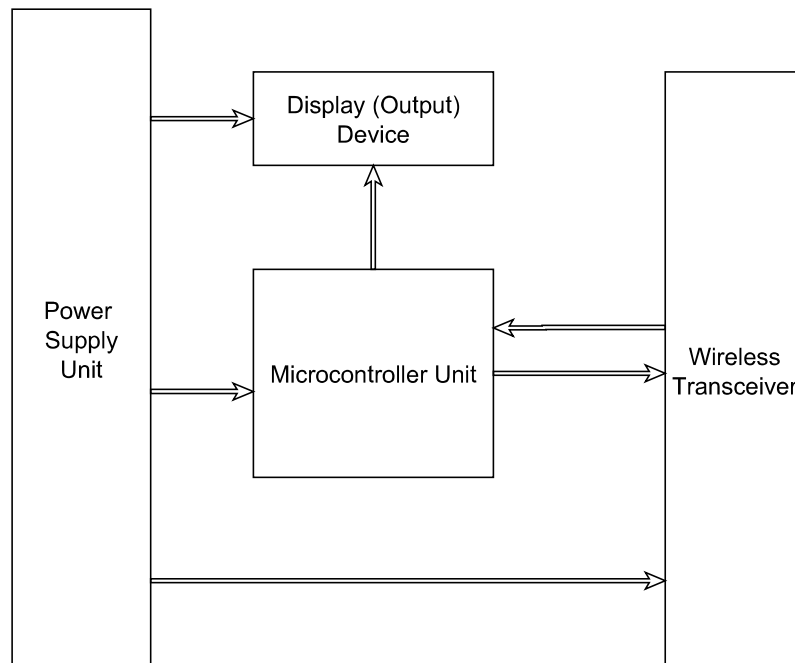 Display (Output)
Device
Power
Supply
Unit
Microcontroller Unit
Wireless
Transceiver